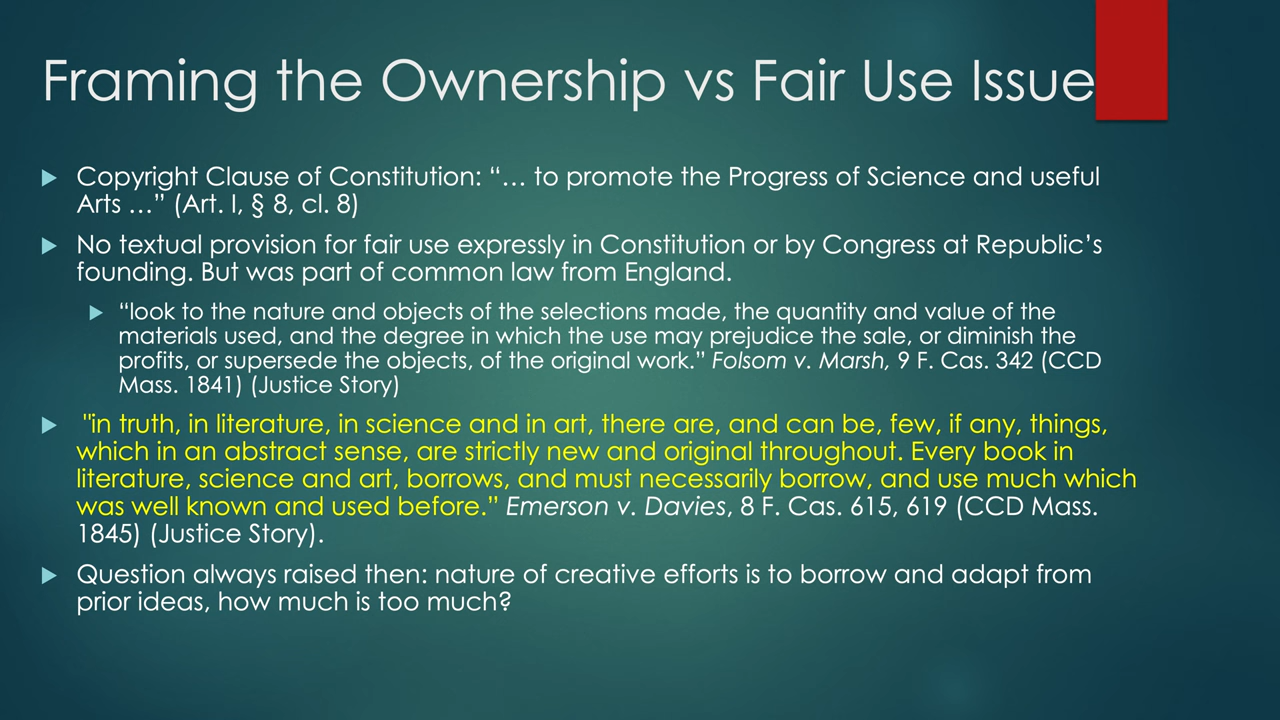 Framing the Ownership vs Fair Use Issue
Copyright Clause of Constitution: “… to promote the Progress of Science and useful
Arts …” (Art. I, § 8, cl. 8)
No textual provision for fair use expressly in Constitution or by Congress at Republic’s
founding. But was part of common law from England.
“look to the nature and objects of the selections made, the quantity and value of the
materials used, and the degree in which the use may prejudice the sale, or diminish the
profits, or supersede the objects, of the original work.” Folsom v. Marsh, 9 F. Cas. 342 (CCD
Mass. 1841) (Justice Story)
"in truth, in literature, in science and in art, there are, and can be, few, if any, things,
which in an abstract sense, are strictly new and original throughout. Every book in
literature, science and art, borrows, and must necessarily borrow, and use much which
was well known and used before.” Emerson v. Davies, 8 F. Cas. 615, 619 (CCD Mass.
1845) (Justice Story).
Question always raised then: nature of creative efforts is to borrow and adapt from
prior ideas, how much is too much?